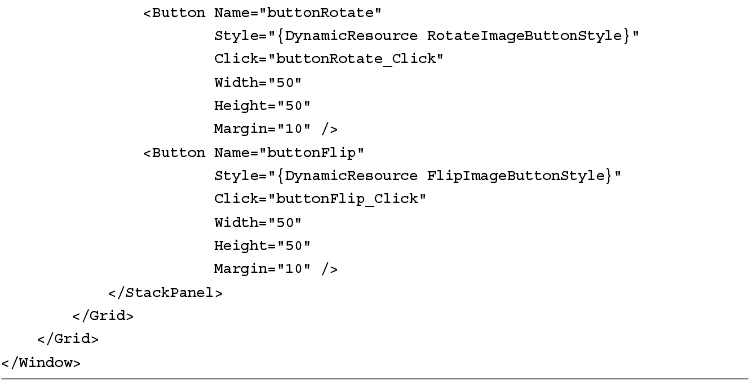 <Button Name="buttonRotate"
Style="{DynamicResource RotateImageButtonStyle}"
Click="buttonRotate_Click"
Width="50"
Height="50"
Margin="10" />
<Button Name="buttonFlip"
Style="{DynamicResource FlipImageButtonStyle}"
Click="buttonFlip_Click"
Width="50"
Height="50"
Margin="10" />
</StackPanel>
</Grid>
</Grid>
</Window>